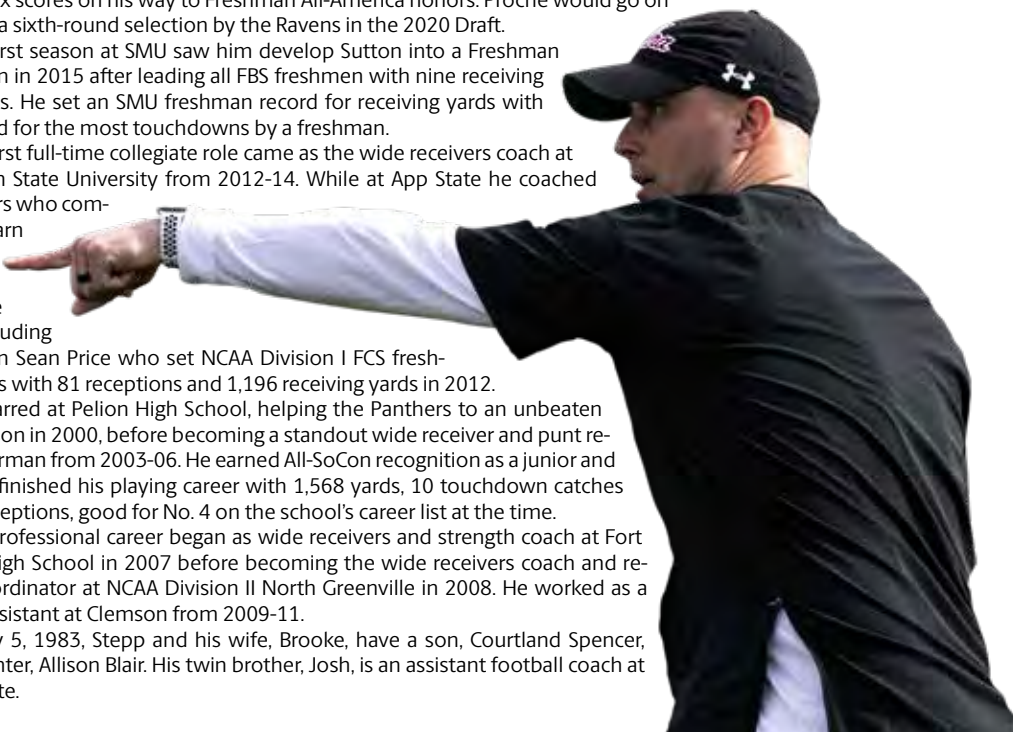 x scores on his way to Freshman All-America honors. Proche would go on
a sixth-round selection by the Ravens in the 2020 Draft.
rst season at SMU saw him develop Sutton into a Freshman
n in 2015 after leading all FBS freshmen with nine receiving
s. He set an SMU freshman record for receiving yards with
d for the most touchdowns by a freshman.
rst full-time collegiate role came as the wide receivers coach at
n State University from 2012-14. While at App State he coached
rs who com-
arn
e
uding
n Sean Price who set NCAA Division I FCS fresh-
s with 81 receptions and 1,196 receiving yards in 2012.
arred at Pelion High School, helping the Panthers to an unbeaten
on in 2000, before becoming a standout wide receiver and punt re-
rman from 2003-06. He earned All-SoCon recognition as a junior and
finished his playing career with 1,568 yards, 10 touchdown catches
eptions, good for No. 4 on the school's career list at the time.
rofessional career began as wide receivers and strength coach at Fort
igh School in 2007 before becoming the wide receivers coach and re-
ordinator at NCAA Division II North Greenville in 2008. He worked as a
sistant at Clemson from 2009-11.
y 5, 1983, Stepp and his wife, Brooke, have a son, Courtland Spencer,
hter, Allison Blair. His twin brother, Josh, is an assistant football coach at
te.